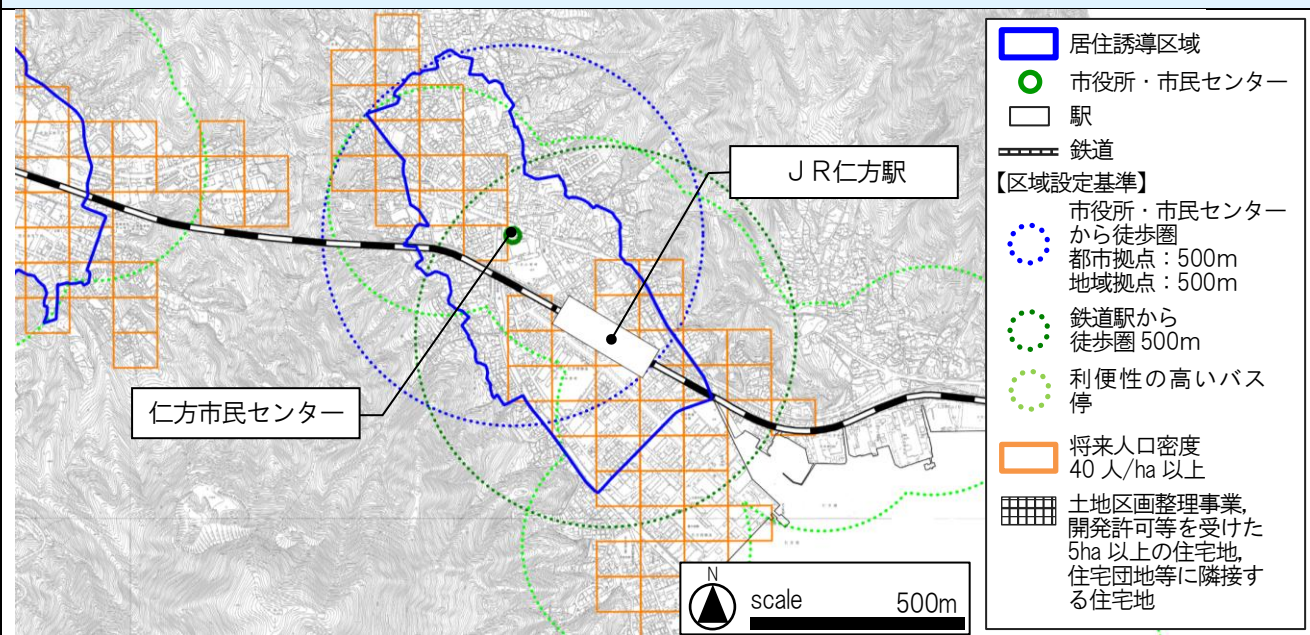 ＪＲ仁方駅
仁方市民センター
N
scale 500m
居住誘導区域
市役所・市民センター
駅
鉄道
【区域設定基準】
市役所・市民センター
から徒歩圏
都市拠点：500m
地域拠点：500m
鉄道駅から
徒歩圏 500m
利便性の高いバス
停
将来人口密度
40 人/ha 以上
土地区画整理事業，
開発許可等を受けた
5ha 以上の住宅地，
住宅団地等に隣接す
る住宅地